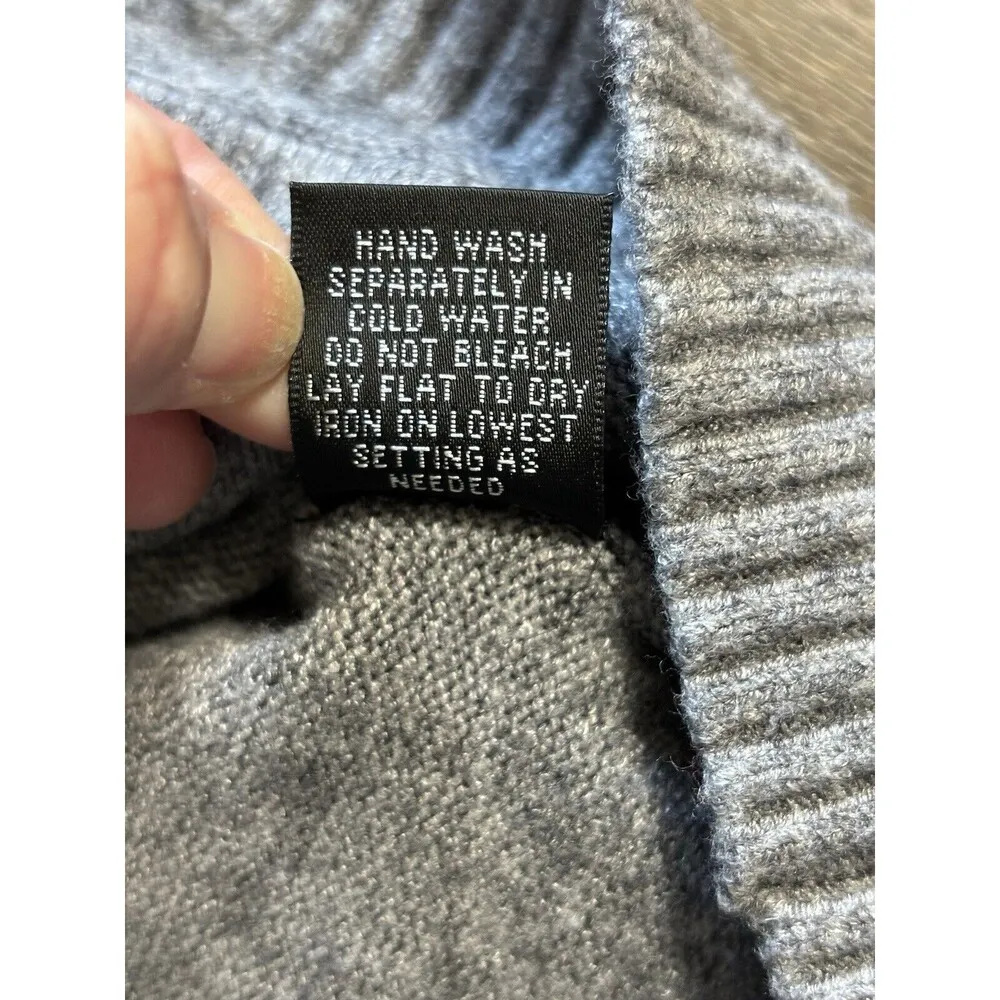 HAND WASH
SEPARATELY IN
COLD WATER
DO NOT BLEACH
LAY FLAT TO DRY
IRON ON LOWEST
SETTING AS
NEEDED